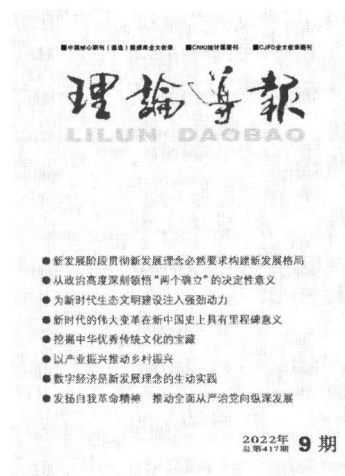 ■中国核心期刊（遴选）数据库全文收录 ■CNKI统计源期刊 ■CJFD全文收录期刊
理論导報
LILUN DAOBAO
●新发展阶段贯彻新发展理念必然要求构建新发展格局
●从政治高度深刻领悟“两个确立”的决定性意义
●为新时代生态文明建设注入强劲动力
●新时代的伟大变革在新中国史上具有里程碑意义
●挖掘中华优秀传统文化的宝藏
●以产业振兴推动乡村振兴
●数字经济是新发展理念的生动实践
●发扬自我革命精神 推动全面从严治党向纵深发展
2022年
总第417期 9 期